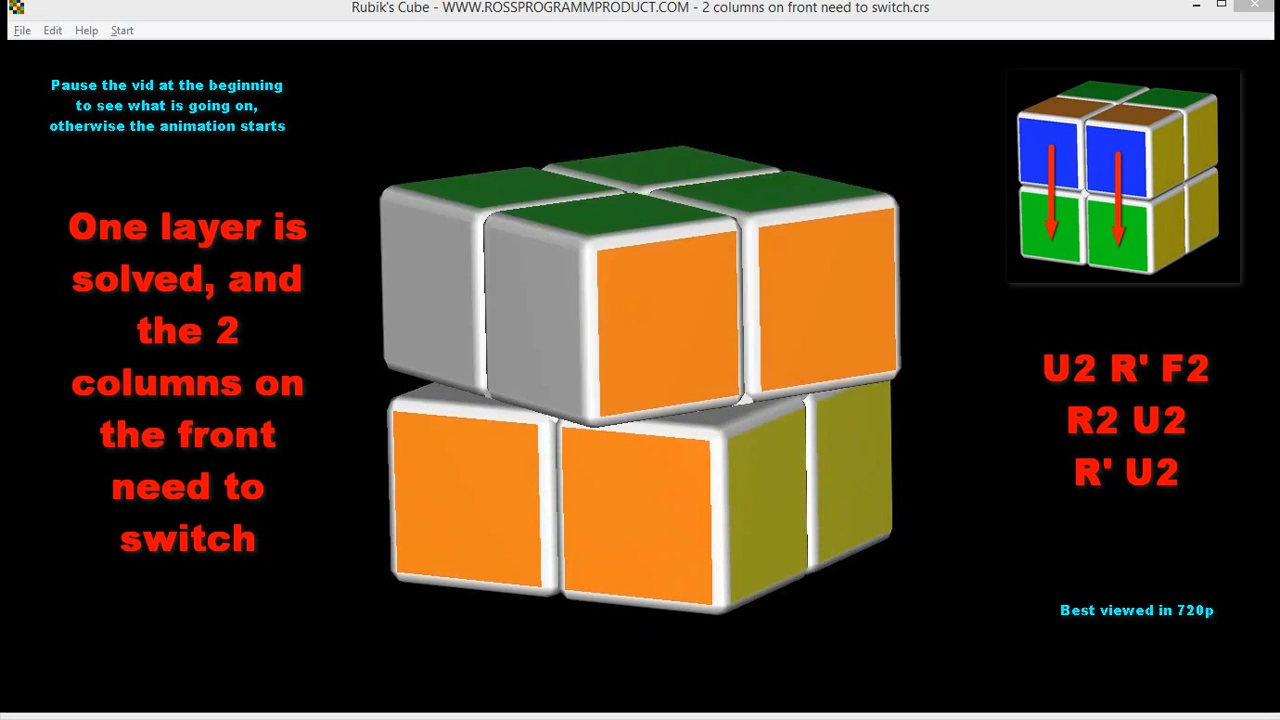 Rubik's Cube - WWW.ROSSPROGRAMMPRODUCT.COM - 2 columns on front need to switch.crs
File Edit Help Start
Pause the vid at the beginning
to see what is going on,
otherwise the animation starts
One layer is
solved, and
the 2
columns on
the front
need to
switch
U2 R' F2
R2 U2
R' U2
Best viewed in 720p